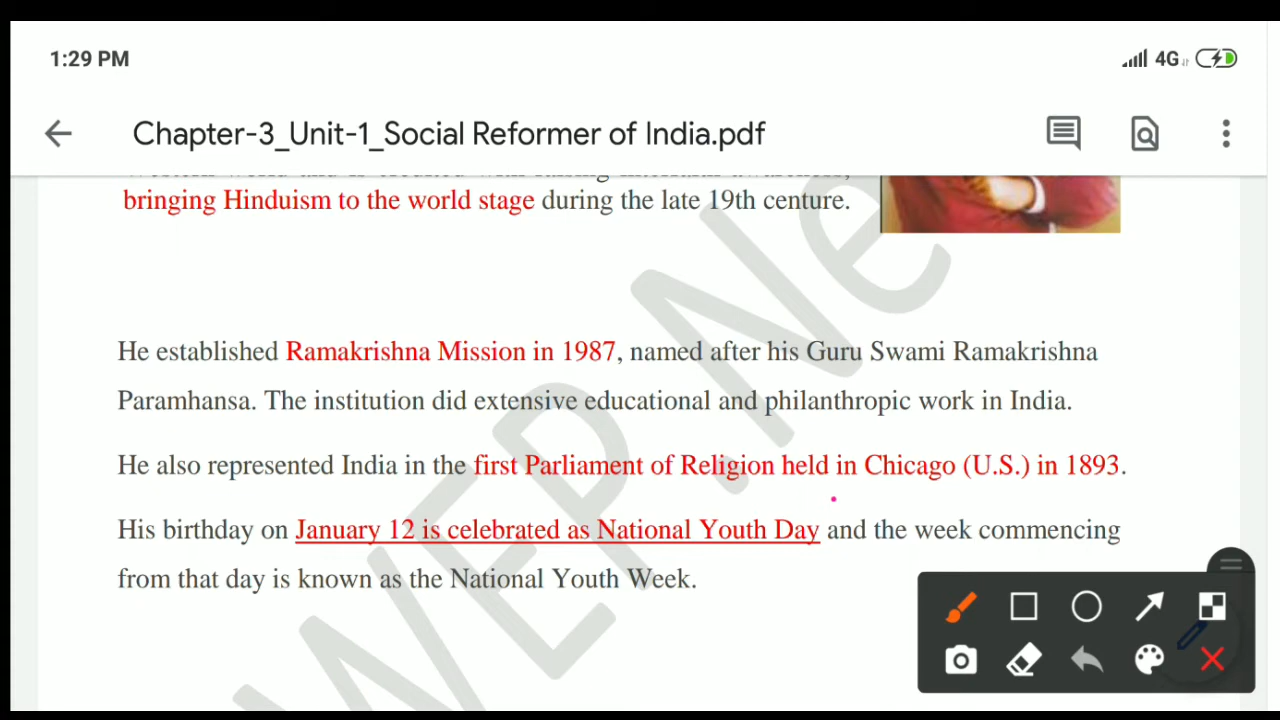 1:29 PM
4G
Chapter-3_Unit-1_Social Reformer of India.pdf
bringing Hinduism to the world stage during the late 19th centure.
He established Ramakrishna Mission in 1987, named after his Guru Swami Ramakrishna
Paramhansa. The institution did extensive educational and philanthropic work in India.
He also represented India in the first Parliament of Religion held in Chicago (U.S.) in 1893.
His birthday on January 12 is celebrated as National Youth Day and the week commencing
from that day is known as the National Youth Week.
WEP Ne